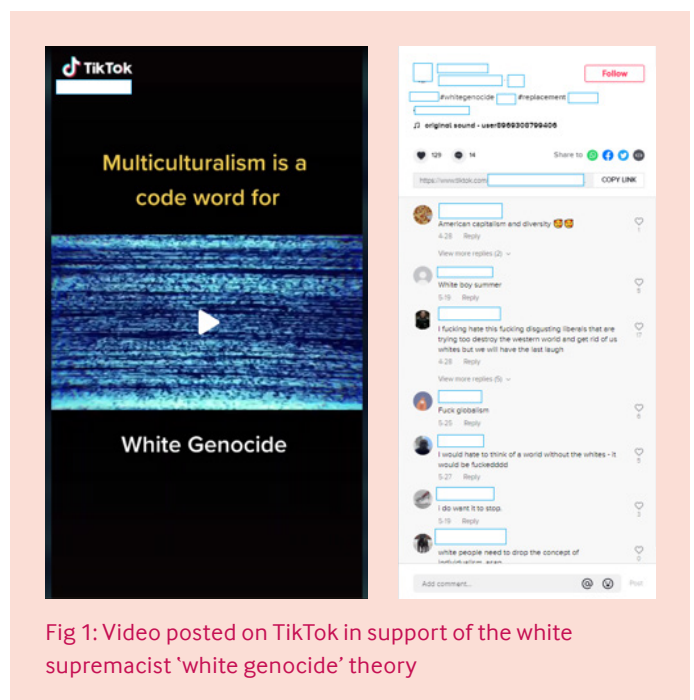 TikTok
Multiculturalism is a
code word for
White Genocide
Follow
#whitegenocide #replacement
original sound - user8969308799406
129 14 Share to
https://www.tiktok.com COPY LINK
American capitalism and diversity 🥰🥰
1
4-28 Reply
View more replies (2)
White boy summer
5-19 Reply
I fucking hate this fucking disgusting liberals that are
trying too destroy the western world and get rid of us
17
whites but we will have the last laugh
4-28 Reply
View more replies (5)
Fuck globalism
6
5-25 Reply
I would hate to think of a world without the whites - it
would be fuckedddd
5-27 Reply
I do want it to stop.
2
5-19 Reply
white people need to drop the concept of
0
Add comment... Post
Fig 1: Video posted on TikTok in support of the white
supremacist ‘white genocide’ theory